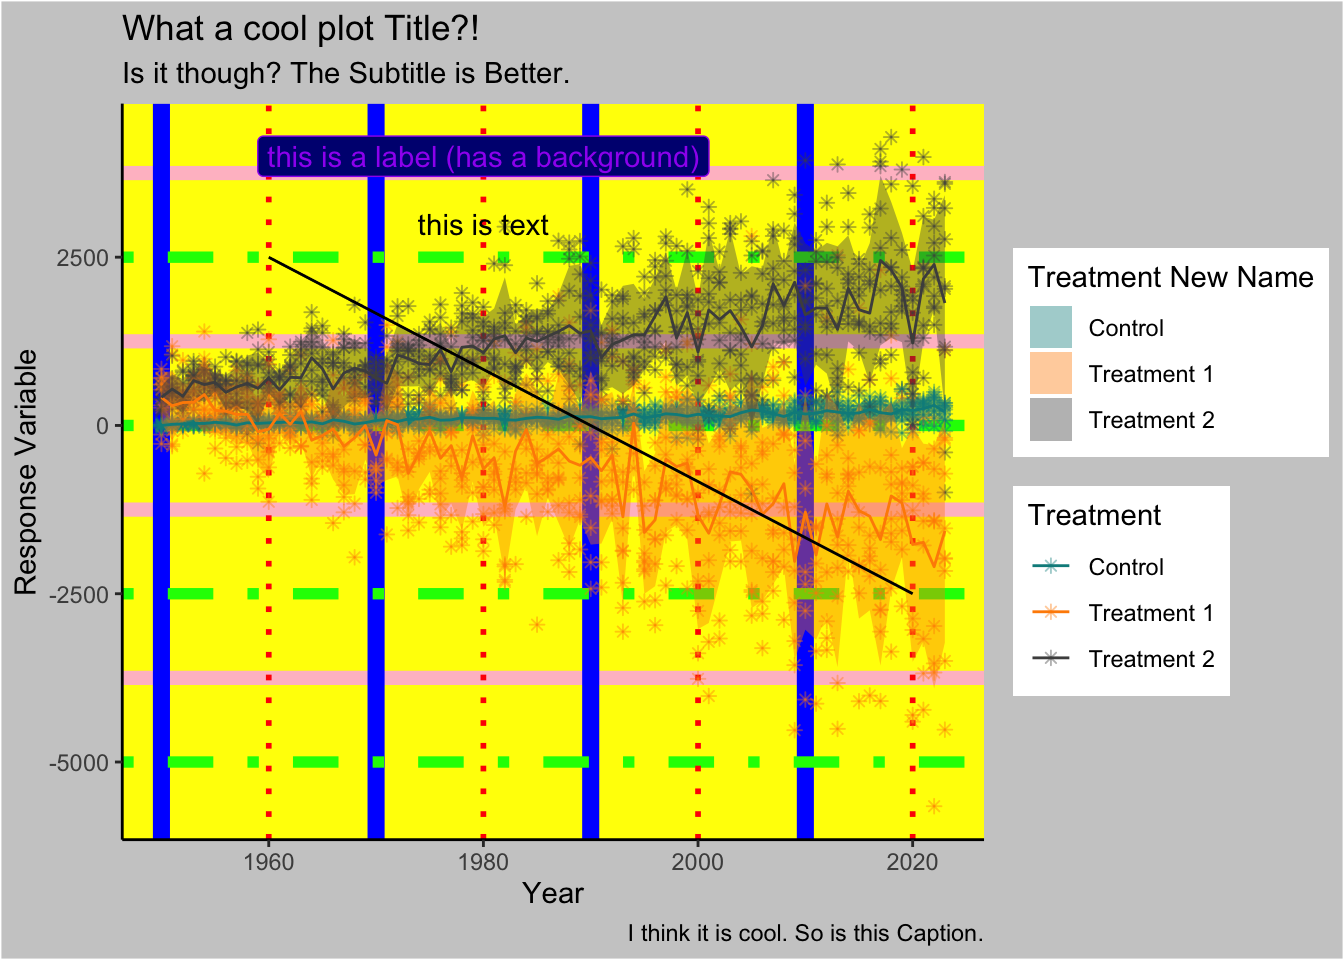 What a cool plot Title?!
Is it though? The Subtitle is Better.
this is a label (has a background)
this is text
2500
0
-2500
-5000
Response Variable
1960
1980
2000
2020
Year
I think it is cool. So is this Caption.
Treatment New Name
Control
Treatment 1
Treatment 2
Treatment
Control
Treatment 1
Treatment 2